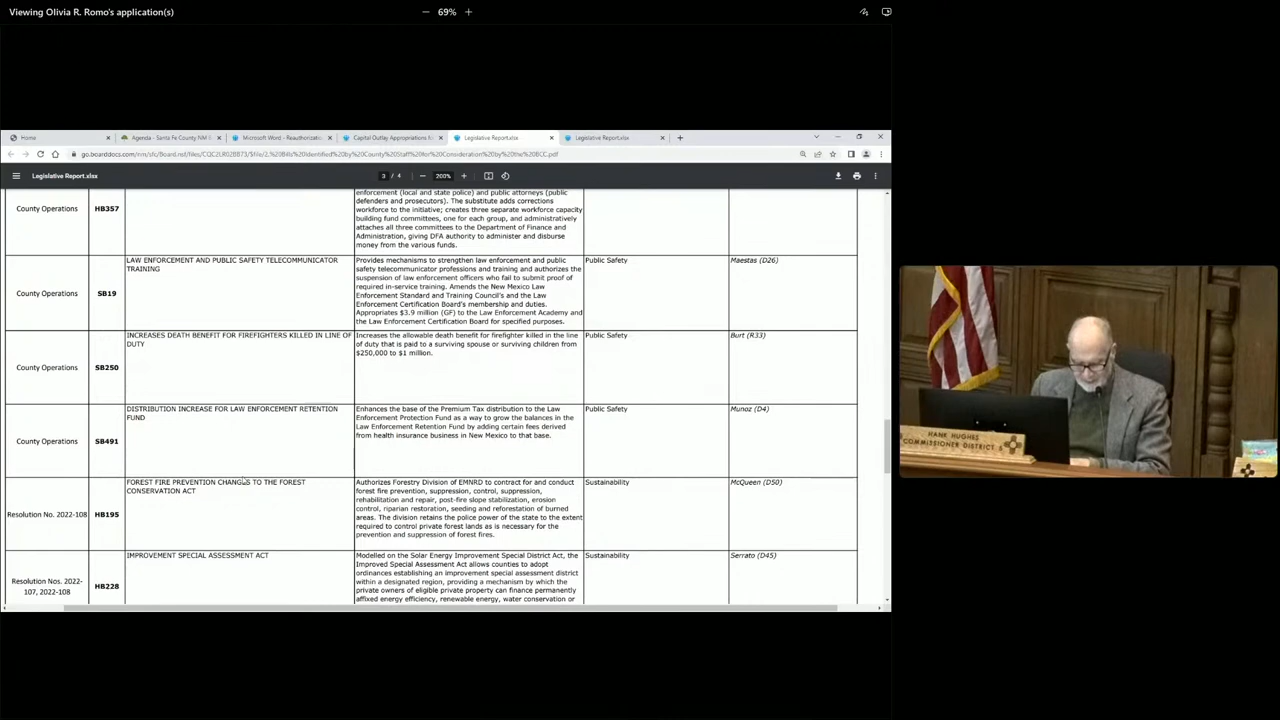 Viewing Olivia R. Romo's application(s)
69%
Home
Agenda - Santa Fe County, NM
Microsoft Word - Reauthorizatio
Capital Outlay Appropriations
Legislative Report.xlsx
Legislative Report.xlsx
Legislative Report.xlsx
3 / 4
200%
enforcement (local and state police) and public attorneys (public
defenders and prosecutors). The substitute adds corrections
workforce to the initiative; creates three separate workforce capacity
building fund committees, one for each group, and administratively
attaches all three committees to the Department of Finance and
Administration, giving DFA authority to administer and disburse
money from the various funds.
County Operations
HB357
LAW ENFORCEMENT AND PUBLIC SAFETY TELECOMMUNICATOR
TRAINING
Provides mechanisms to strengthen law enforcement and public
safety telecommunicator professions and training and authorizes the
suspension of law enforcement officers who fail to submit proof of
required in-service training. Amends the New Mexico Law
Enforcement Standard and Training Council's and the Law
Enforcement Certification Board's membership and duties.
Appropriates $3.9 million (GF) to the Law Enforcement Academy and
the Law Enforcement Certification Board for specified purposes.
Public Safety
Maestas (D26)
County Operations
SB19
INCREASES DEATH BENEFIT FOR FIREFIGHTERS KILLED IN LINE OF
DUTY
Increases the allowable death benefit for firefighter killed in the line
of duty that is paid to a surviving spouse or surviving children from
$250,000 to $1 million.
Public Safety
Burt (R33)
County Operations
SB250
DISTRIBUTION INCREASE FOR LAW ENFORCEMENT RETENTION
FUND
Enhances the base of the Premium Tax distribution to the Law
Enforcement Protection Fund as a way to grow the balances in the
Law Enforcement Retention Fund by adding certain fees derived
from health insurance business in New Mexico to that base.
Public Safety
Munoz (D4)
County Operations
SB491
FOREST FIRE PREVENTION CHANGES TO THE FOREST
CONSERVATION ACT
Authorizes Forestry Division of EMNRD to contract for and conduct
forest fire prevention, suppression, control, suppression,
rehabilitation and repair, post-fire slope stabilization, erosion
control, riparian restoration, seeding and reforestation of burned
areas. The division retains the police power of the state to the extent
required to control private forest lands as is necessary for the
prevention and suppression of forest fires.
Sustainability
McQueen (D50)
Resolution No. 2022-108
HB195
IMPROVEMENT SPECIAL ASSESSMENT ACT
Modelled on the Solar Energy Improvement Special District Act, the
Improved Special Assessment Act allows counties to adopt
ordinances establishing an improvement special assessment district
within a designated region, providing a mechanism by which the
private owners of eligible private property can finance permanently
affixed energy efficiency, renewable energy, water conservation or
Sustainability
Serrato (D45)
Resolution Nos. 2022-
107, 2022-108
HB228
HANK HUGHES
COMMISSIONER DISTRICT 5